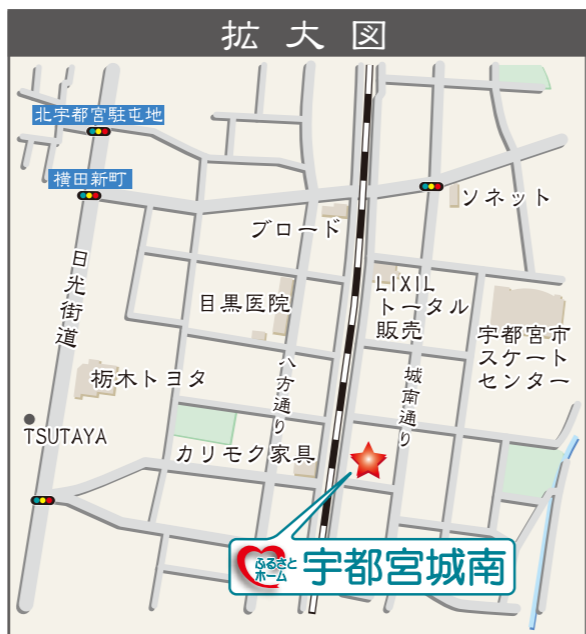 拡大図
北宇都宮駐屯地
横田新町
ソネット
ブロード
日光街道
目黒医院
LIXIL
トータル
販売
宇都宮市
スケート
センター
八方通り
城南通り
栃木トヨタ
TSUTAYA
カリモク家具
ふるさと
ホーム
宇都宮城南